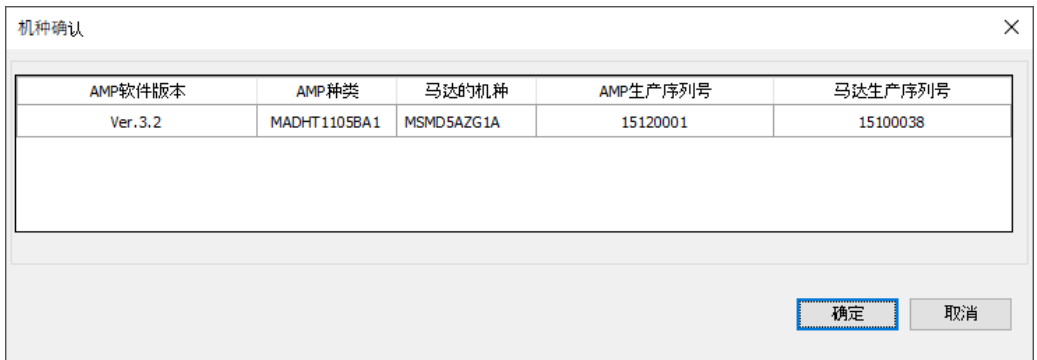 机种确认
AMP软件版本 AMP种类 马达的机种 AMP生产序列号 马达生产序列号
Ver.3.2 MADHT1105BA1 MSMD5AZG1A 15120001 15100038
确定 取消